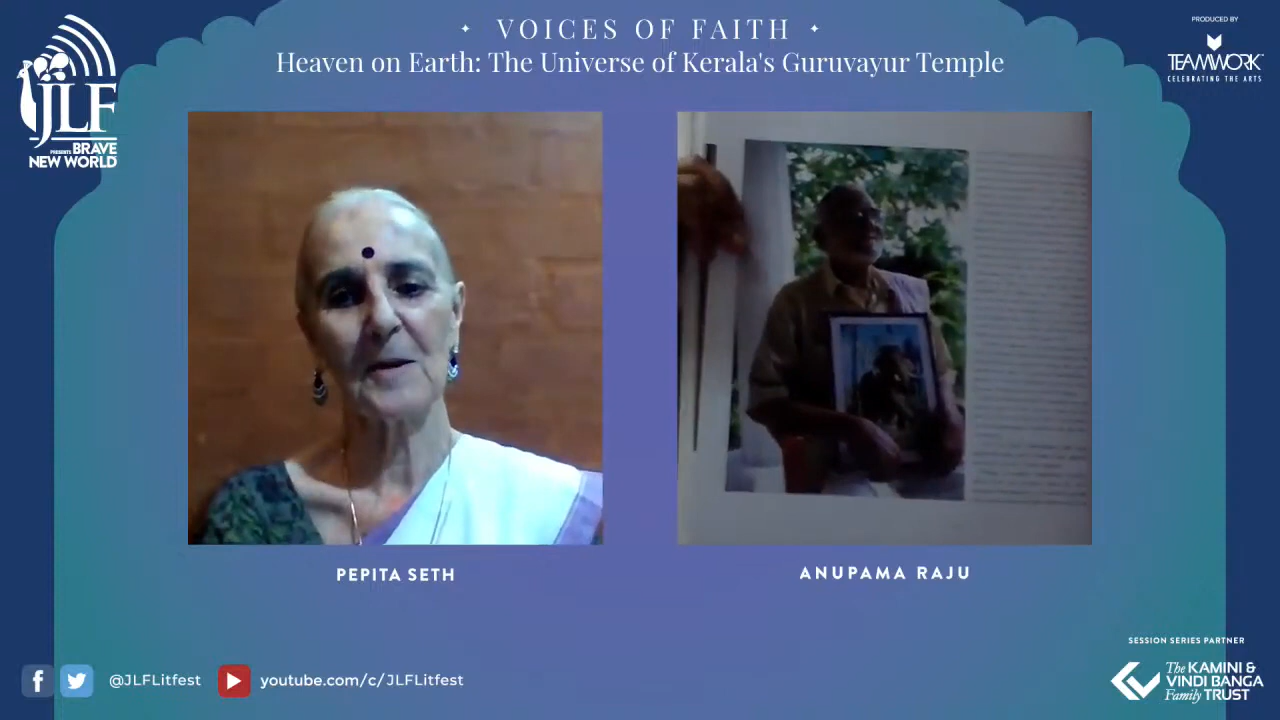 VOICES OF FAITH
Heaven on Earth: The Universe of Kerala's Guruvayur Temple
JLF
PRESENTS BRAVE
NEW WORLD
PRODUCED BY
TEAMWORK
CELEBRATING THE ARTS
PEPITA SETH
ANUPAMA RAJU
@JLFLitfest
youtube.com/c/JLFLitfest
SESSION SERIES PARTNER
The KAMINI &
VINDI BANGA
Family TRUST